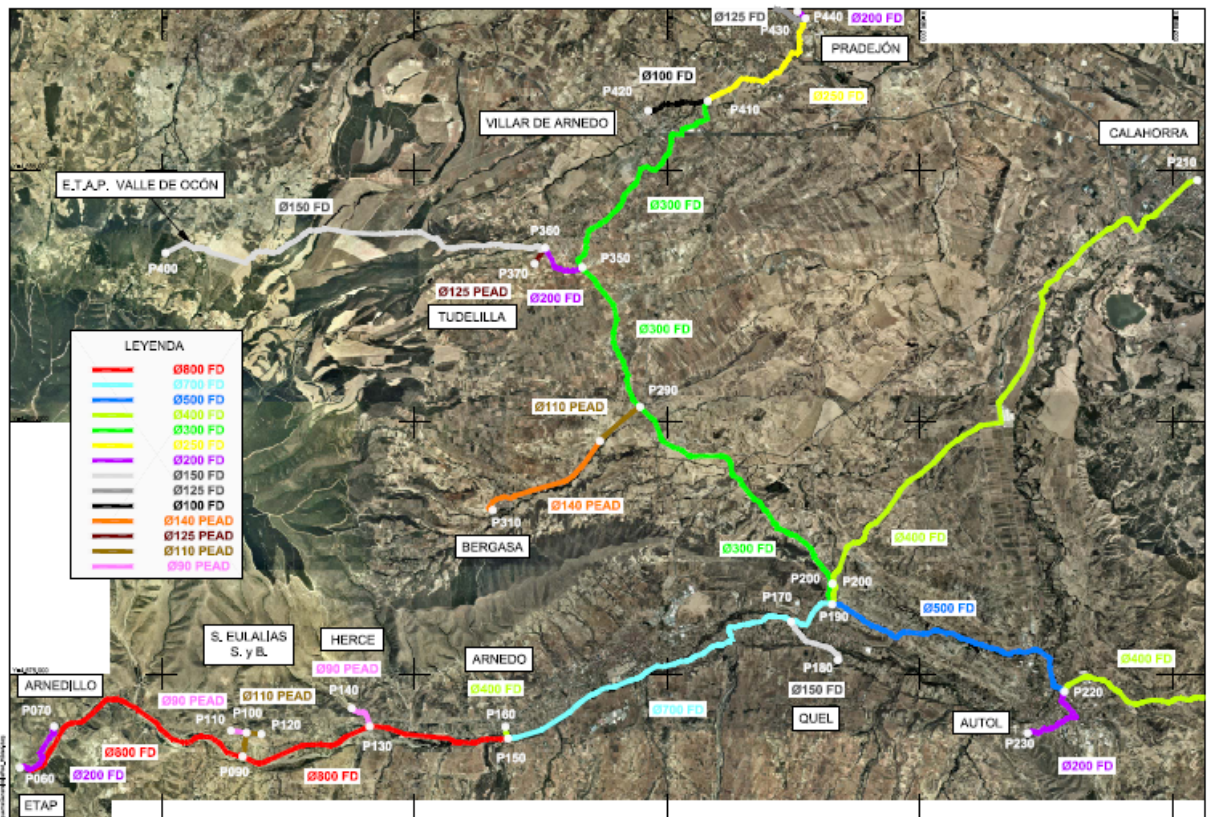 Ø125 FD
P440
Ø200 FD
P430
PRADEJÓN
Ø100 FD
P420
P410
Ø250 FD
VILLAR DE ARNEDO
CALAHORRA
P210
E.T.A.P. VALLE DE OCÓN
Ø150 FD
Ø300 FD
P400
P360
P370
P350
Ø125 PEAD
Ø200 FD
TUDELILLA
Ø300 FD
LEYENDA
Ø800 FD
Ø700 FD
Ø500 FD
Ø400 FD
Ø300 FD
Ø250 FD
Ø200 FD
Ø150 FD
Ø125 FD
Ø100 FD
Ø140 PEAD
Ø125 PEAD
Ø110 PEAD
Ø90 PEAD
P290
Ø110 PEAD
Ø140 PEAD
P310
BERGASA
Ø300 FD
Ø400 FD
P200
P200
P170
P190
Ø500 FD
P180
Ø150 FD
QUEL
Ø700 FD
S. EULALIAS
S. y B.
HERCE
Ø90 PEAD
ARNEDO
Ø400 FD
P160
P150
ARNEDILLO
P070
Ø90 PEAD
Ø110 PEAD
P140
P110
P100
P120
P130
P090
Ø800 FD
Ø800 FD
P060
Ø200 FD
ETAP
Ø400 FD
P220
AUTOL
P230
Ø200 FD